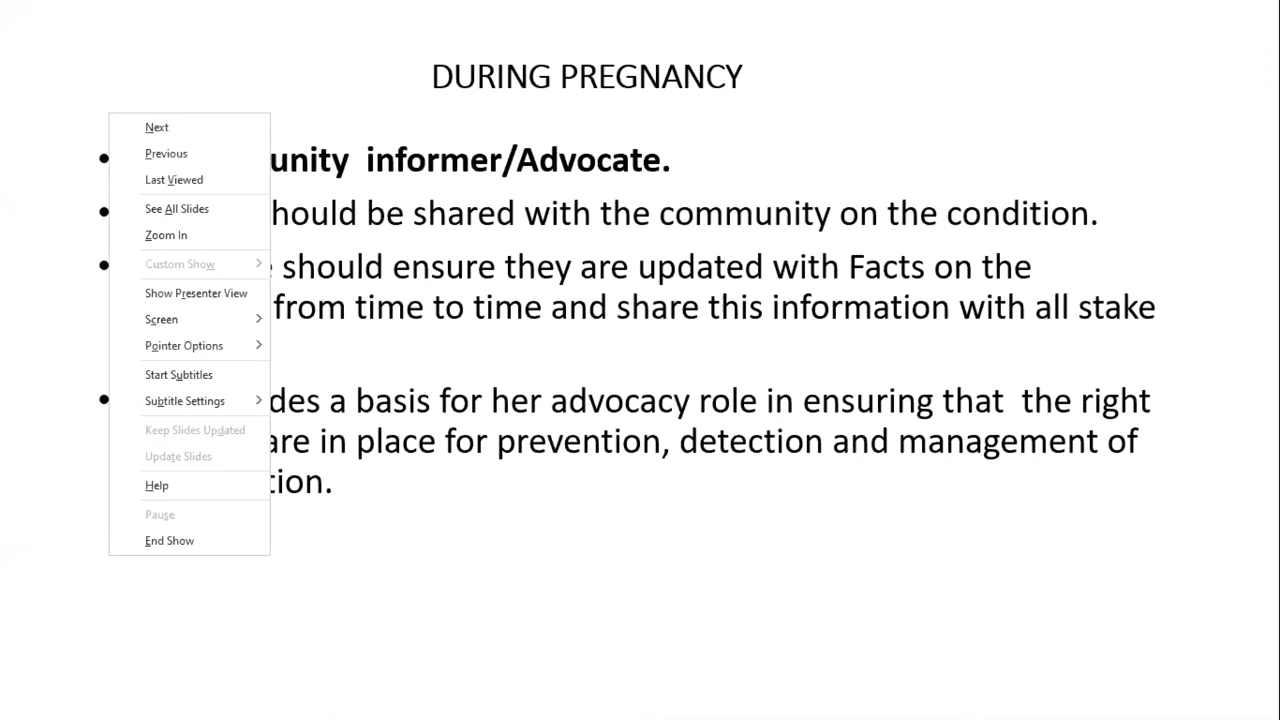 DURING PREGNANCY
Next
Previous
Last Viewed
See All Slides
Zoom In
Custom Show
Show Presenter View
Screen
Pointer Options
Start Subtitles
Subtitle Settings
Keep Slides Updated
Update Slides
Help
Pause
End Show
informer/Advocate.
should be shared with the community on the condition.
should ensure they are updated with Facts on the
from time to time and share this information with all stake
a basis for her advocacy role in ensuring that the right
are in place for prevention, detection and management of